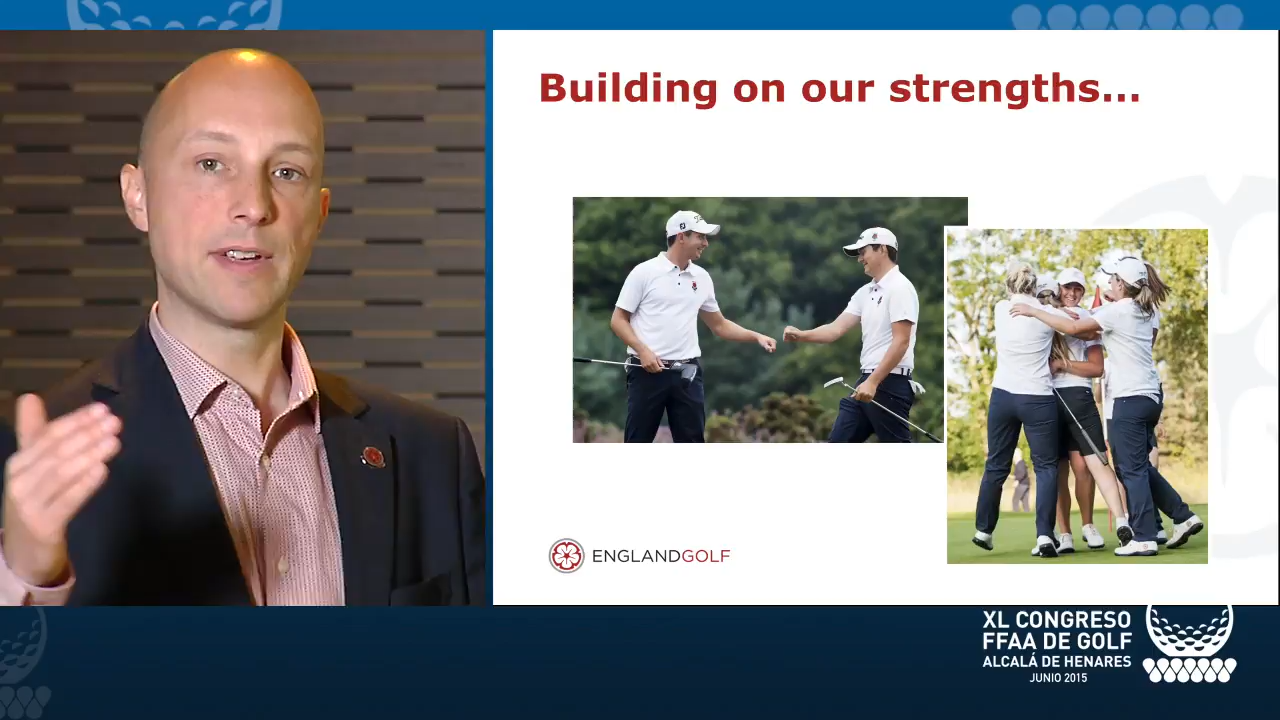 Building on our strengths...
ENGLANDGOLF
XL CONGRESO
FFAA DE GOLF
ALCALÁ DE HENARES
JUNIO 2015